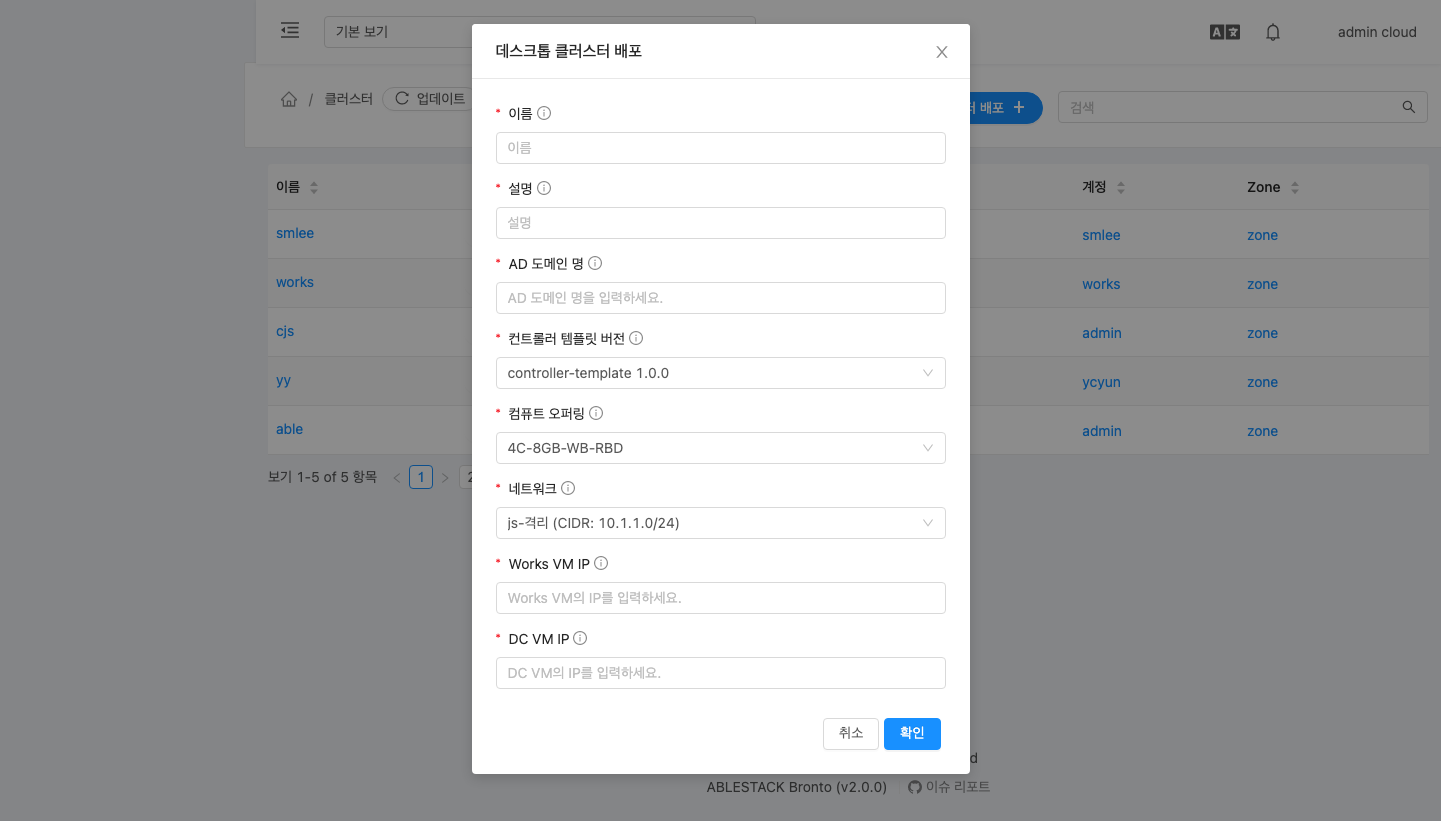 기본 보기
admin cloud
데스크톱 클러스터 배포
/ 클러스터 업데이트
터 배포 +
검색
이름
계정
Zone
smlee
smlee
zone
works
works
zone
cjs
admin
zone
yy
ycyun
zone
able
admin
zone
보기 1-5 of 5 항목
1
2
* 이름
이름
* 설명
설명
* AD 도메인 명
AD 도메인 명을 입력하세요.
* 컨트롤러 템플릿 버전
controller-template 1.0.0
* 컴퓨트 오퍼링
4C-8GB-WB-RBD
* 네트워크
js-격리 (CIDR: 10.1.1.0/24)
* Works VM IP
Works VM의 IP를 입력하세요.
* DC VM IP
DC VM의 IP를 입력하세요.
취소
확인
d
ABLESTACK Bronto (v2.0.0)
이슈 리포트